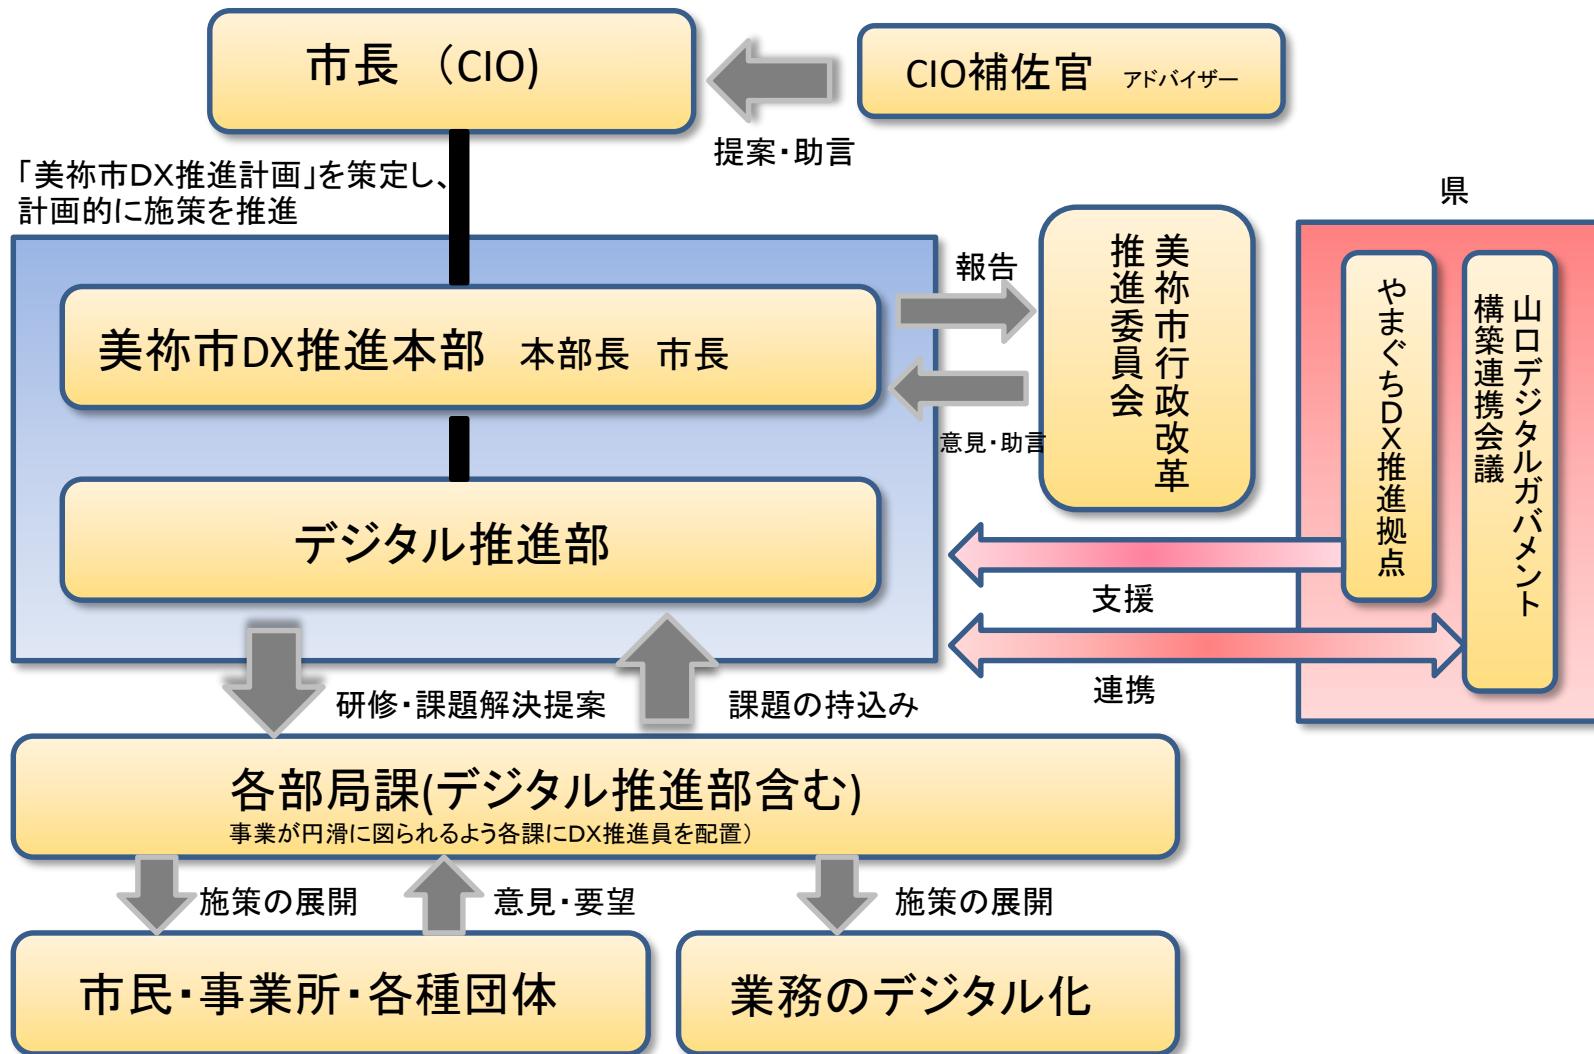 市長 （CIO)
CIO補佐官 アドバイザー
提案・助言
「美祢市DX推進計画」を策定し、
計画的に施策を推進
県
美祢市DX推進本部 本部長 市長
報告
意見・助言
美祢市行政改革
推進委員会
やまぐちDX推進拠点
山口デジタルガバメント
構築連携会議
デジタル推進部
支援
連携
研修・課題解決提案
課題の持込み
各部局課(デジタル推進部含む)
事業が円滑に図られるよう各課にDX推進員を配置）
施策の展開
意見・要望
施策の展開
市民・事業所・各種団体
業務のデジタル化